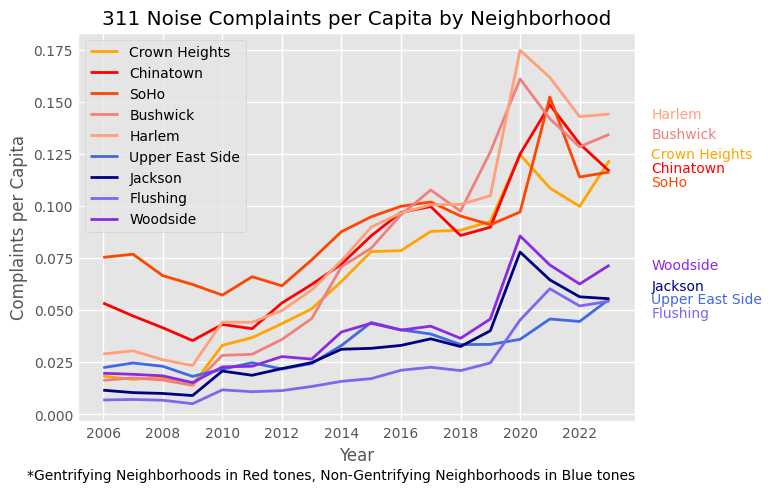 311 Noise Complaints per Capita by Neighborhood
Complaints per Capita
0.175
0.150
0.125
0.100
0.075
0.050
0.025
0.000
Crown Heights
Chinatown
SoHo
Bushwick
Harlem
Upper East Side
Jackson
Flushing
Woodside
Harlem
Bushwick
Crown Heights
Chinatown
SoHo
Woodside
Jackson
Upper East Side
Flushing
2006 2008 2010 2012 2014 2016 2018 2020 2022
Year
*Gentrifying Neighborhoods in Red tones, Non-Gentrifying Neighborhoods in Blue tones